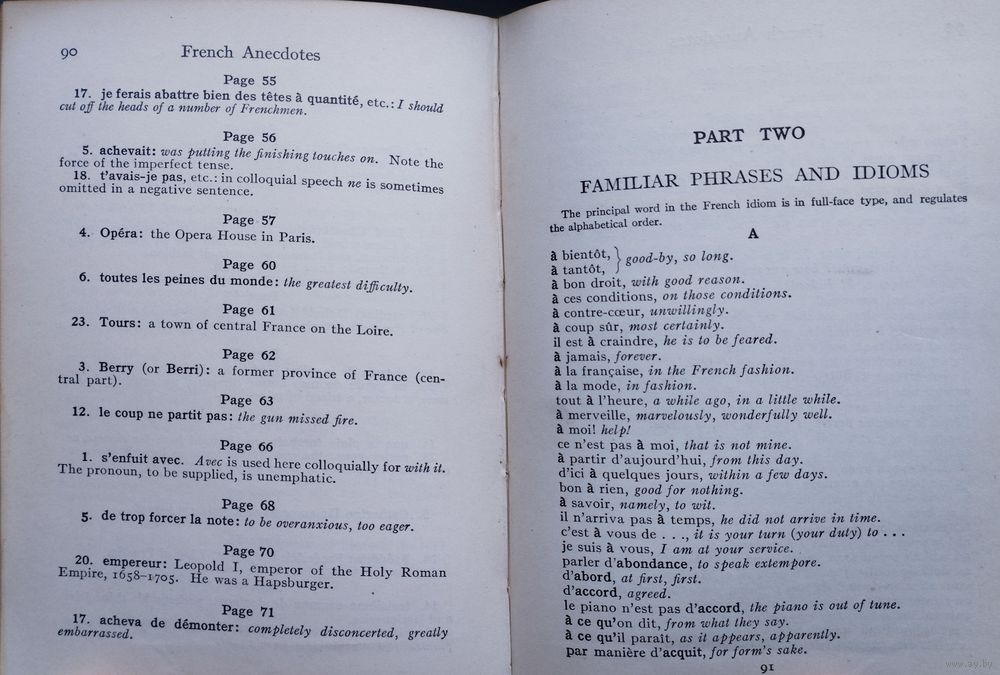 90
French Anecdotes
Page 55
17. je ferais abattre bien des têtes à quantité, etc.: I should
cut off the heads of a number of Frenchmen.
Page 56
5. achevait: was putting the finishing touches on. Note the
force of the imperfect tense.
18. t'avais-je pas, etc.: in colloquial speech ne is sometimes
omitted in a negative sentence.
Page 57
4. Opéra: the Opera House in Paris.
Page 60
6. toutes les peines du monde: the greatest difficulty.
Page 61
23. Tours: a town of central France on the Loire.
Page 62
3. Berry (or Berri): a former province of France (cen-
tral part).
Page 63
12. le coup ne partit pas: the gun missed fire.
Page 66
1. s'enfuit avec. Avec is used here colloquially for with it.
The pronoun, to be supplied, is unemphatic.
Page 68
5. de trop forcer la note: to be overanxious, too eager.
Page 70
20. empereur: Leopold I, emperor of the Holy Roman
Empire, 1658–1705. He was a Hapsburger.
Page 71
17. acheva de démonter: completely disconcerted, greatly
embarrassed.
PART TWO
FAMILIAR PHRASES AND IDIOMS
The principal word in the French idiom is in full-face type, and regulates
the alphabetical order.
A
à bientôt, } good-by, so long.
à tantôt,
à bon droit, with good reason.
à ces conditions, on those conditions.
à contre-cœur, unwillingly.
à coup sûr, most certainly.
il est à craindre, he is to be feared.
à jamais, forever.
à la française, in the French fashion.
à la mode, in fashion.
tout à l'heure, a while ago, in a little while.
à merveille, marvelously, wonderfully well.
à moi! help!
ce n'est pas à moi, that is not mine.
à partir d'aujourd'hui, from this day.
d'ici à quelques jours, within a few days.
bon à rien, good for nothing.
à savoir, namely, to wit.
il n'arriva pas à temps, he did not arrive in time.
c'est à vous de . . ., it is your turn (your duty) to . . .
je suis à vous, I am at your service.
parler d'abondance, to speak extempore.
d'abord, at first, first.
d'accord, agreed.
le piano n'est pas d'accord, the piano is out of tune.
à ce qu'on dit, from what they say.
à ce qu'il paraît, as it appears, apparently.
par manière d'acquit, for form's sake.
91
www.ay.by